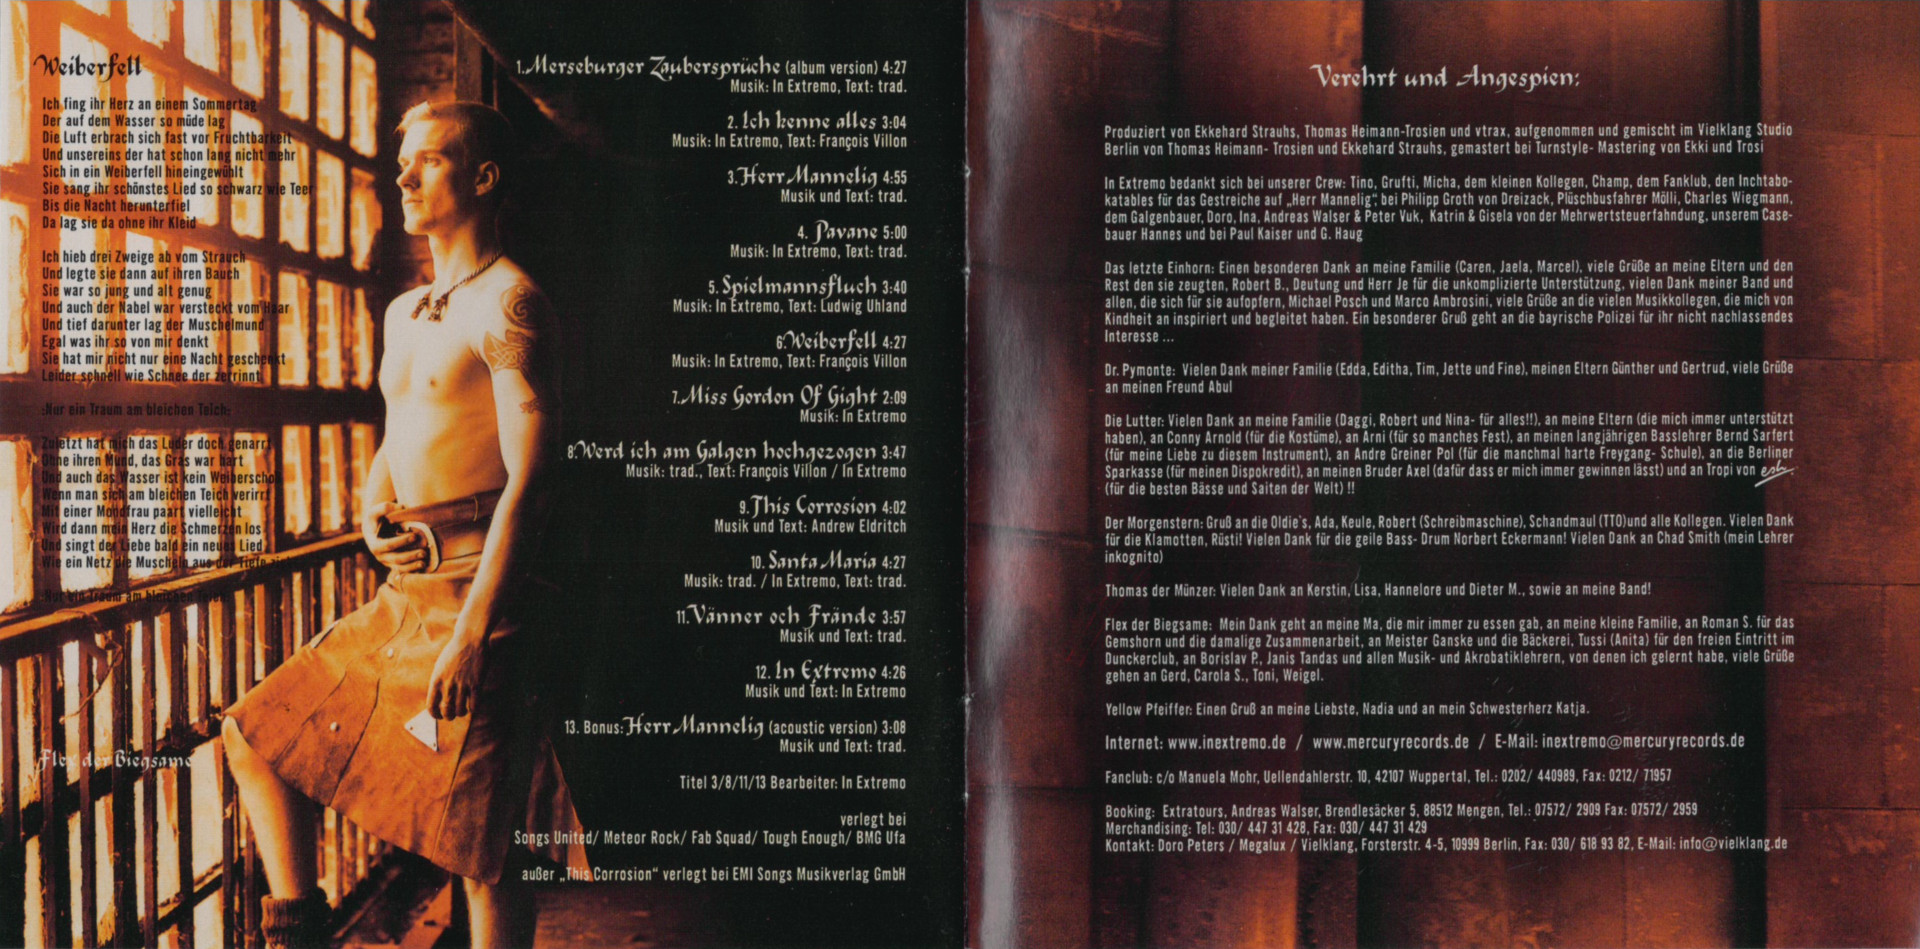 Weiberfell
Ich fing ihr Herz an einem Sommertag
Der auf dem Wasser so müde lag
Die Luft erbrach sich fast vor Fruchtbarkeit
Und unsereins der hat schon lang nicht mehr
Sich in ein Weiberfell hineingewühlt
Sie sang ihr schönstes Lied so schwarz wie Teer
Bis die Nacht herunterfiel
Da lag sie da ohne ihr Kleid
Ich hieb drei Zweige ab vom Strauch
Und legte sie dann auf ihren Bauch
Sie war so jung und alt genug
Und auch der Nabel war versteckt vom Haar
Und tief darunter lag der Muschelmund
Egal was ihr so von mir denkt
Sie hat mir nicht nur eine Nacht geschenkt
Leider schnell wie Schnee der zerrinnt
:Nur ein Traum am bleichen Teich:
Zuletzt hat mich das Luder doch genarrt
Ohne ihren Mund, das Gras war hart
Und auch das Wasser ist kein Weiberschoß
Wenn man sich am bleichen Teich verirrt
Mit einer Mondfrau paart vielleicht
Wird dann mein Herz die Schmerzen los
Und singt der Liebe bald ein neues Lied
Wie ein Netz die Muscheln aus der Tiefe
:Nur ein Traum am bleichen Teich:
Flex der Biegsame
1. Merseburger Zaubersprüche (album version) 4:27
Musik: In Extremo, Text: trad.
2. Ich kenne alles 3:04
Musik: In Extremo, Text: François Villon
3. Herr Mannelig 4:55
Musik und Text: trad.
4. Pavane 5:00
Musik: In Extremo, Text: trad.
5. Spielmannsfluch 3:40
Musik: In Extremo, Text: Ludwig Uhland
6. Weiberfell 4:27
Musik: In Extremo, Text: François Villon
7. Miss Gordon Of Gight 2:09
Musik: In Extremo
8. Werd ich am Galgen hochgezogen 3:47
Musik: trad., Text: François Villon / In Extremo
9. This Corrosion 4:02
Musik und Text: Andrew Eldritch
10. Santa Maria 4:27
Musik: trad. / In Extremo, Text: trad.
11. Vänner och Frände 3:57
Musik und Text: trad.
12. In Extremo 4:26
Musik und Text: In Extremo
13. Bonus: Herr Mannelig (acoustic version) 3:08
Musik und Text: trad.
Titel 3/8/11/13 Bearbeiter: In Extremo
verlegt bei
Songs United/ Meteor Rock/ Fab Squad/ Tough Enough/ BMG Ufa
außer „This Corrosion" verlegt bei EMI Songs Musikverlag GmbH
Verehrt und Angespien:
Produziert von Ekkehard Strauhs, Thomas Heimann-Trosien und vtrax, aufgenommen und gemischt im Vielklang Studio
Berlin von Thomas Heimann- Trosien und Ekkehard Strauhs, gemastert bei Turnstyle- Mastering von Ekki und Trosi
In Extremo bedankt sich bei unserer Crew: Tino, Grufti, Micha, dem kleinen Kollegen, Champ, dem Fanklub, den Inchtabo-
katables für das Gestreiche auf „Herr Mannelig", bei Philipp Groth von Dreizack, Plüschbusfahrer Mölli, Charles Wiegmann,
dem Galgenbauer, Doro, Ina, Andreas Walser & Peter Vuk, Katrin & Gisela von der Mehrwertsteuerfahndung, unserem Case-
bauer Hannes und bei Paul Kaiser und G. Haug
Das letzte Einhorn: Einen besonderen Dank an meine Familie (Caren, Jaela, Marcel), viele Grüße an meine Eltern und den
Rest den sie zeugten, Robert B., Deutung und Herr Je für die unkomplizierte Unterstützung, vielen Dank meiner Band und
allen, die sich für sie aufopfern, Michael Posch und Marco Ambrosini, viele Grüße an die vielen Musikkollegen, die mich von
Kindheit an inspiriert und begleitet haben. Ein besonderer Gruß geht an die bayrische Polizei für ihr nicht nachlassendes
Interesse ...
Dr. Pymonte: Vielen Dank meiner Familie (Edda, Editha, Tim, Jette und Fine), meinen Eltern Günther und Gertrud, viele Grüße
an meinen Freund Abul
Die Lutter: Vielen Dank an meine Familie (Daggi, Robert und Nina- für alles!!), an meine Eltern (die mich immer unterstützt
haben), an Conny Arnold (für die Kostüme), an Arni (für so manches Fest), an meinen langjährigen Basslehrer Bernd Sarfert
(für meine Liebe zu diesem Instrument), an Andre Greiner Pol (für die manchmal harte Freygang- Schule), an die Berliner
Sparkasse (für meinen Dispokredit), an meinen Bruder Axel (dafür dass er mich immer gewinnen lässt) und an Tropi von esh
(für die besten Bässe und Saiten der Welt) !!
Der Morgenstern: Gruß an die Oldie's, Ada, Keule, Robert (Schreibmaschine), Schandmaul (TTO)und alle Kollegen. Vielen Dank
für die Klamotten, Rüsti! Vielen Dank für die geile Bass- Drum Norbert Eckermann! Vielen Dank an Chad Smith (mein Lehrer
inkognito)
Thomas der Münzer: Vielen Dank an Kerstin, Lisa, Hannelore und Dieter M., sowie an meine Band!
Flex der Biegsame: Mein Dank geht an meine Ma, die mir immer zu essen gab, an meine kleine Familie, an Roman S. für das
Gemshorn und die damalige Zusammenarbeit, an Meister Ganske und die Bäckerei, Tussi (Anita) für den freien Eintritt im
Dunckerclub, an Borislav P., Janis Tandas und allen Musik- und Akrobatiklehrern, von denen ich gelernt habe, viele Grüße
gehen an Gerd, Carola S., Toni, Weigel.
Yellow Pfeiffer: Einen Gruß an meine Liebste, Nadia und an mein Schwesterherz Katja.
Internet: www.inextremo.de / www.mercuryrecords.de / E-Mail: inextremo@mercuryrecords.de
Fanclub: c/o Manuela Mohr, Uellendahlerstr. 10, 42107 Wuppertal, Tel.: 0202/ 440989, Fax: 0212/ 71957
Booking: Extratours, Andreas Walser, Brendlesäcker 5, 88512 Mengen, Tel.: 07572/ 2909 Fax: 07572/ 2959
Merchandising: Tel: 030/ 447 31 428, Fax: 030/ 447 31 429
Kontakt: Doro Peters / Megalux / Vielklang, Forsterstr. 4-5, 10999 Berlin, Fax: 030/ 618 93 82, E-Mail: info@vielklang.de